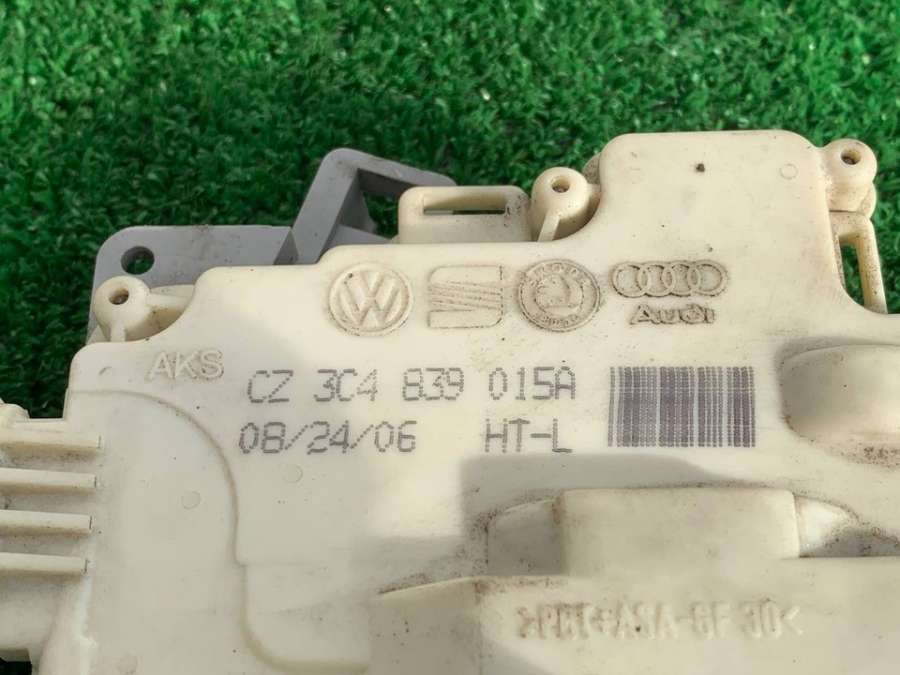 Audi
AKS
CZ 3C4 839 015A
08/24/06 HT-L
>PBT+ASA-GF 30<